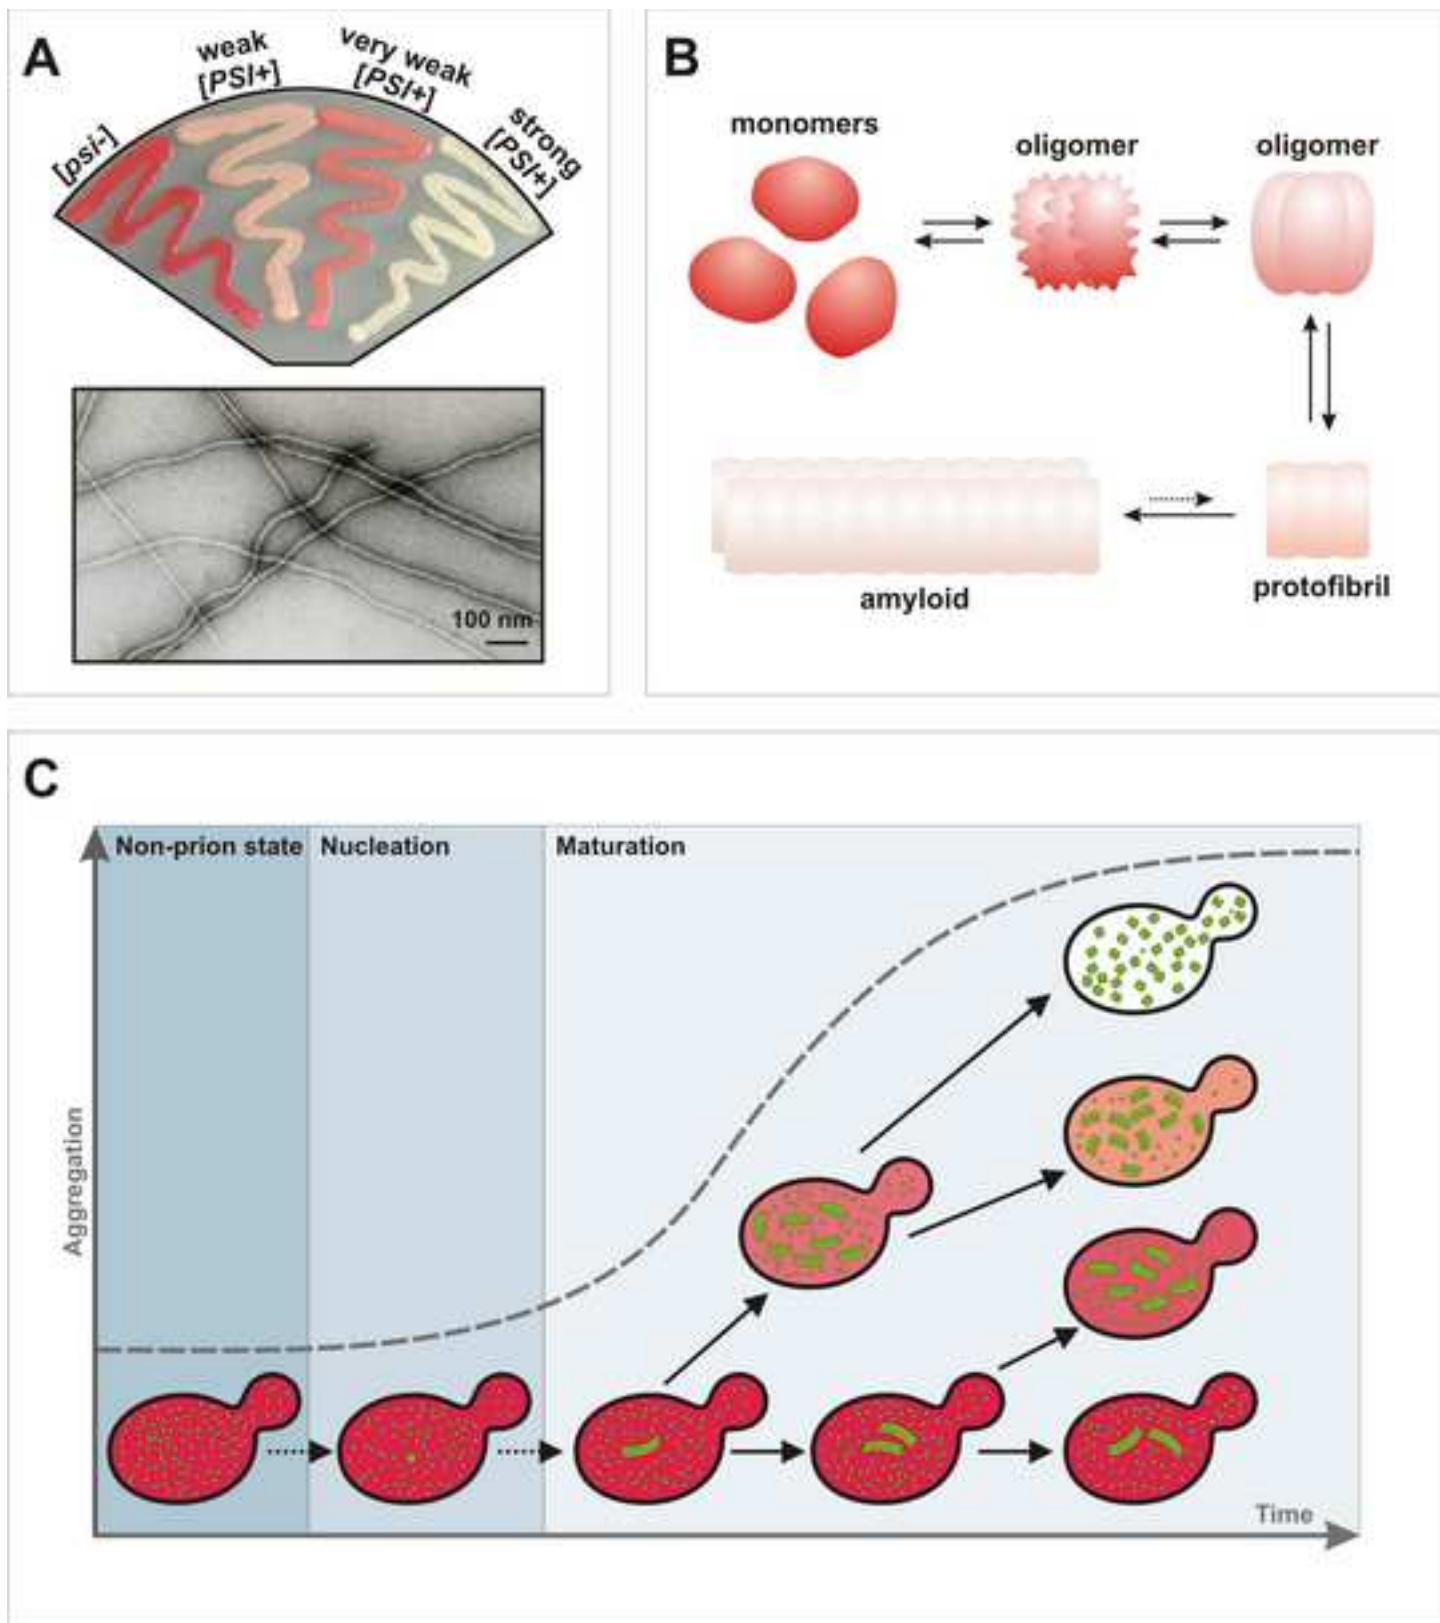 A
[psi-]
weak
[PSI+]
very weak
[PSI+]
strong
[PSI+]
100 nm
B
monomers
oligomer
oligomer
protofibril
amyloid
C
Non-prion state
Nucleation
Maturation
Aggregation
Time